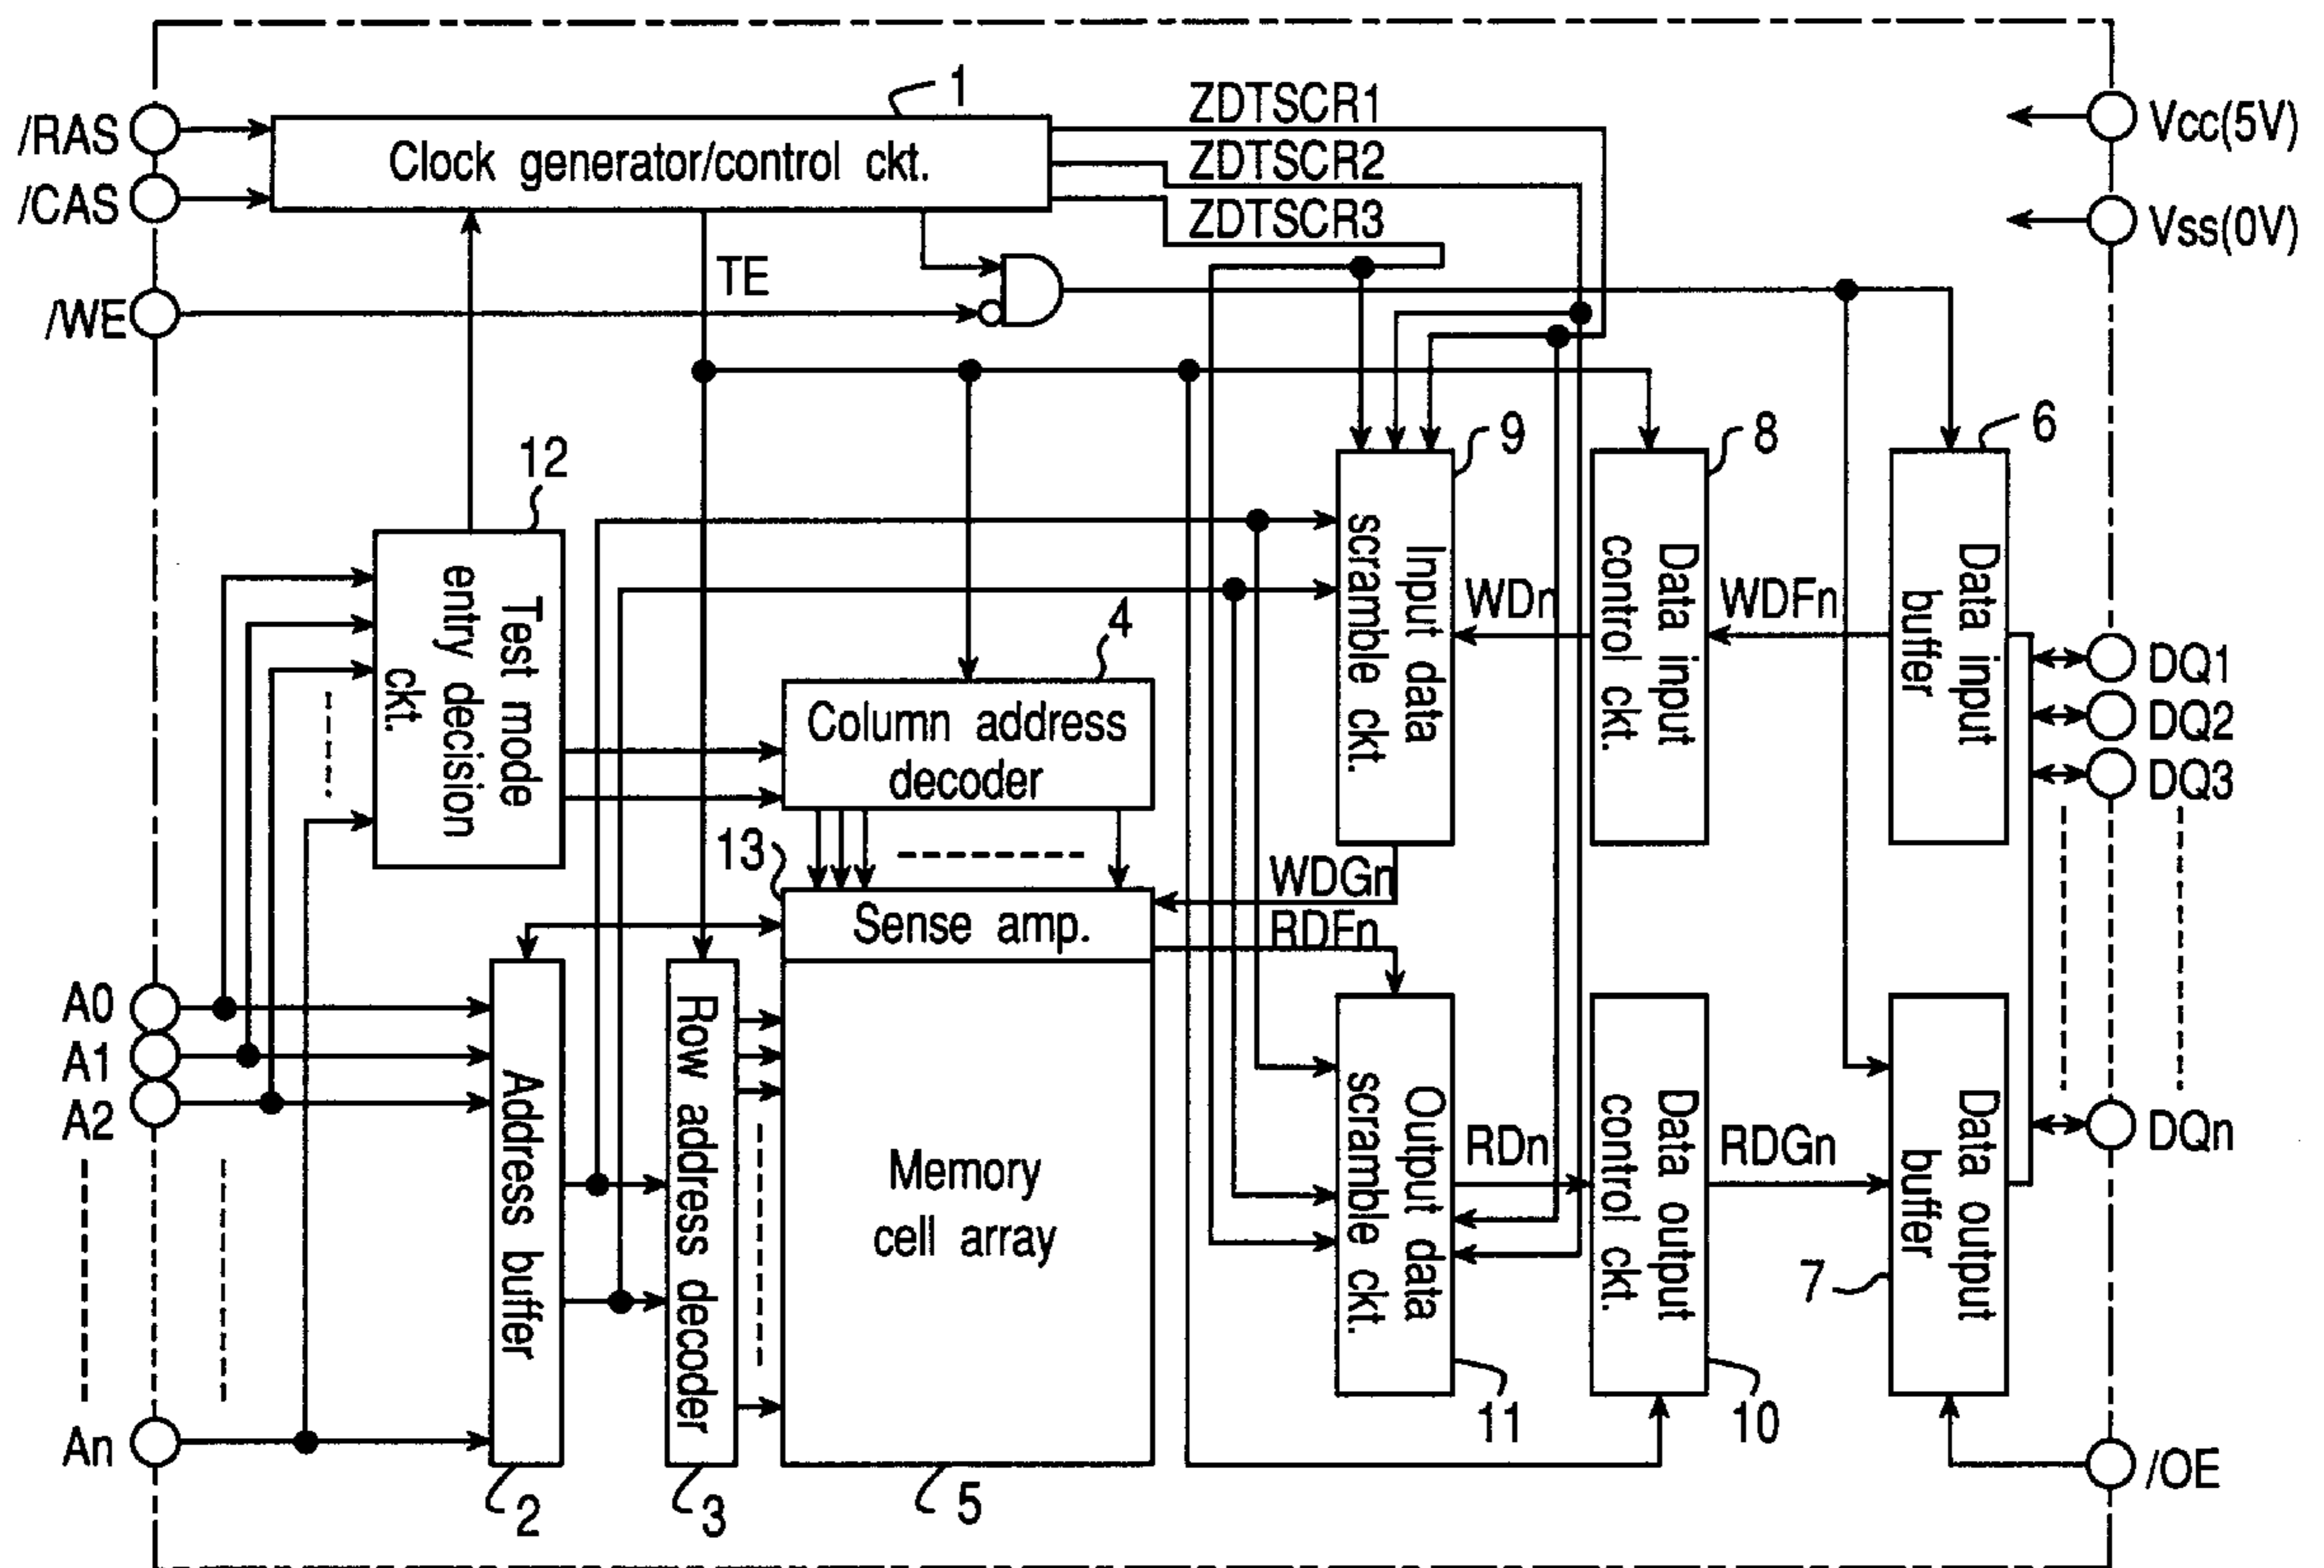 1
ZDTSCR1
/RAS
Clock generator/control ckt.
ZDTSCR2
Vcc(5V)
/CAS
ZDTSCR3
Vss(0V)
TE
/WE
12
9
8
6
Test mode
entry decision
ckt.
4
Column address
decoder
Input data
scramble ckt.
WDn
Data input
control ckt.
WDFn
Data input
buffer
DQ1
DQ2
DQ3
13
WDGn
Sense amp.
RDFn
A0
A1
A2
An
Address buffer
Row address decoder
Memory
cell array
Output data
scramble ckt.
RDn
Data output
control ckt.
RDGn
Data output
buffer
DQn
7
11
10
/OE
2
3
5